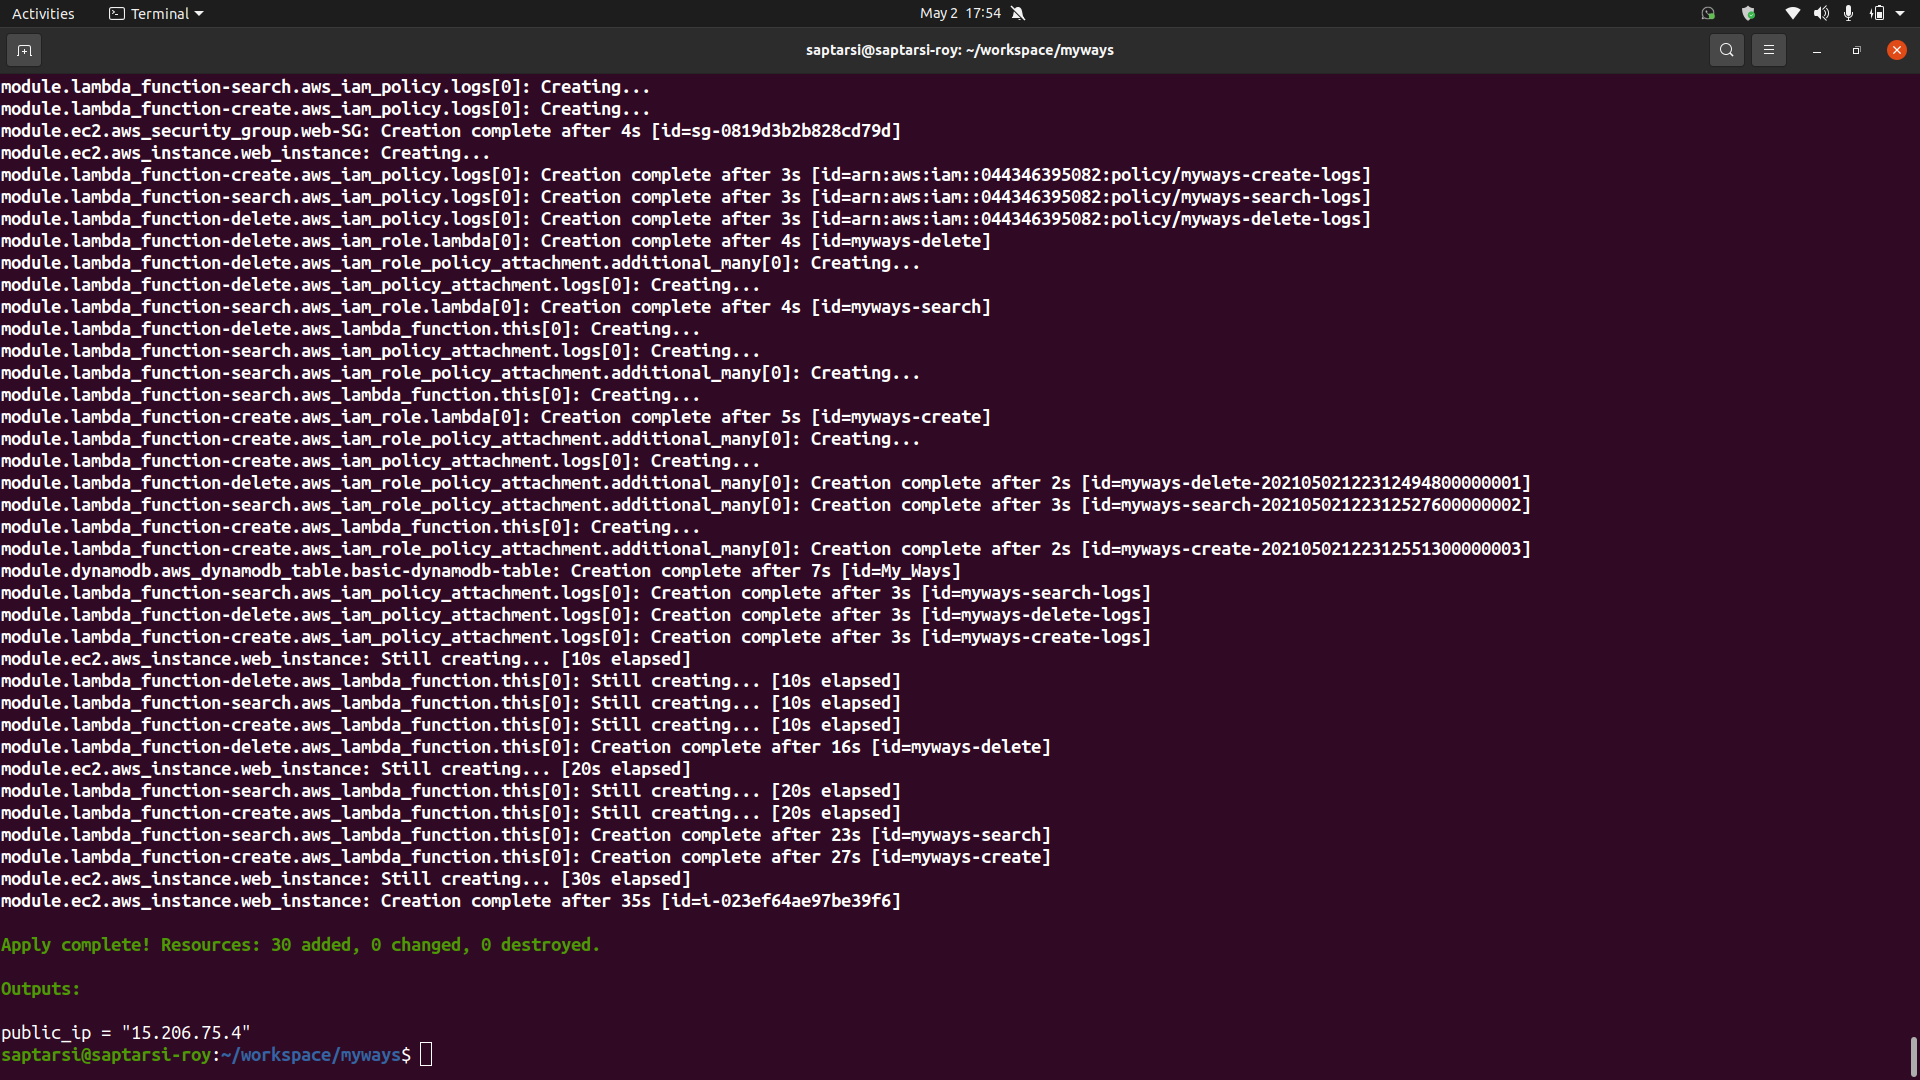 Activities
Terminal
May 2 17:54
saptarsi@saptarsi-roy: ~/workspace/myways
module.lambda_function-search.aws_iam_policy.logs[0]: Creating...
module.lambda_function-create.aws_iam_policy.logs[0]: Creating...
module.ec2.aws_security_group.web-SG: Creation complete after 4s [id=sg-0819d3b2b828cd79d]
module.ec2.aws_instance.web_instance: Creating...
module.lambda_function-create.aws_iam_policy.logs[0]: Creation complete after 3s [id=arn:aws:iam::044346395082:policy/myways-create-logs]
module.lambda_function-search.aws_iam_policy.logs[0]: Creation complete after 3s [id=arn:aws:iam::044346395082:policy/myways-search-logs]
module.lambda_function-delete.aws_iam_policy.logs[0]: Creation complete after 3s [id=arn:aws:iam::044346395082:policy/myways-delete-logs]
module.lambda_function-delete.aws_iam_role.lambda[0]: Creation complete after 4s [id=myways-delete]
module.lambda_function-delete.aws_iam_role_policy_attachment.additional_many[0]: Creating...
module.lambda_function-delete.aws_iam_policy_attachment.logs[0]: Creating...
module.lambda_function-search.aws_iam_role.lambda[0]: Creation complete after 4s [id=myways-search]
module.lambda_function-delete.aws_lambda_function.this[0]: Creating...
module.lambda_function-search.aws_iam_policy_attachment.logs[0]: Creating...
module.lambda_function-search.aws_iam_role_policy_attachment.additional_many[0]: Creating...
module.lambda_function-search.aws_lambda_function.this[0]: Creating...
module.lambda_function-create.aws_iam_role.lambda[0]: Creation complete after 5s [id=myways-create]
module.lambda_function-create.aws_iam_role_policy_attachment.additional_many[0]: Creating...
module.lambda_function-create.aws_iam_policy_attachment.logs[0]: Creating...
module.lambda_function-delete.aws_iam_role_policy_attachment.additional_many[0]: Creation complete after 2s [id=myways-delete-20210502122312494800000001]
module.lambda_function-search.aws_iam_role_policy_attachment.additional_many[0]: Creation complete after 3s [id=myways-search-20210502122312527600000002]
module.lambda_function-create.aws_lambda_function.this[0]: Creating...
module.lambda_function-create.aws_iam_role_policy_attachment.additional_many[0]: Creation complete after 2s [id=myways-create-20210502122312551300000003]
module.dynamodb.aws_dynamodb_table.basic-dynamodb-table: Creation complete after 7s [id=My_Ways]
module.lambda_function-search.aws_iam_policy_attachment.logs[0]: Creation complete after 3s [id=myways-search-logs]
module.lambda_function-delete.aws_iam_policy_attachment.logs[0]: Creation complete after 3s [id=myways-delete-logs]
module.lambda_function-create.aws_iam_policy_attachment.logs[0]: Creation complete after 3s [id=myways-create-logs]
module.ec2.aws_instance.web_instance: Still creating... [10s elapsed]
module.lambda_function-delete.aws_lambda_function.this[0]: Still creating... [10s elapsed]
module.lambda_function-search.aws_lambda_function.this[0]: Still creating... [10s elapsed]
module.lambda_function-create.aws_lambda_function.this[0]: Still creating... [10s elapsed]
module.lambda_function-delete.aws_lambda_function.this[0]: Creation complete after 16s [id=myways-delete]
module.ec2.aws_instance.web_instance: Still creating... [20s elapsed]
module.lambda_function-search.aws_lambda_function.this[0]: Still creating... [20s elapsed]
module.lambda_function-create.aws_lambda_function.this[0]: Still creating... [20s elapsed]
module.lambda_function-search.aws_lambda_function.this[0]: Creation complete after 23s [id=myways-search]
module.lambda_function-create.aws_lambda_function.this[0]: Creation complete after 27s [id=myways-create]
module.ec2.aws_instance.web_instance: Still creating... [30s elapsed]
module.ec2.aws_instance.web_instance: Creation complete after 35s [id=i-023ef64ae97be39f6]
Apply complete! Resources: 30 added, 0 changed, 0 destroyed.
Outputs:
public_ip = "15.206.75.4"
saptarsi@saptarsi-roy:~/workspace/myways$